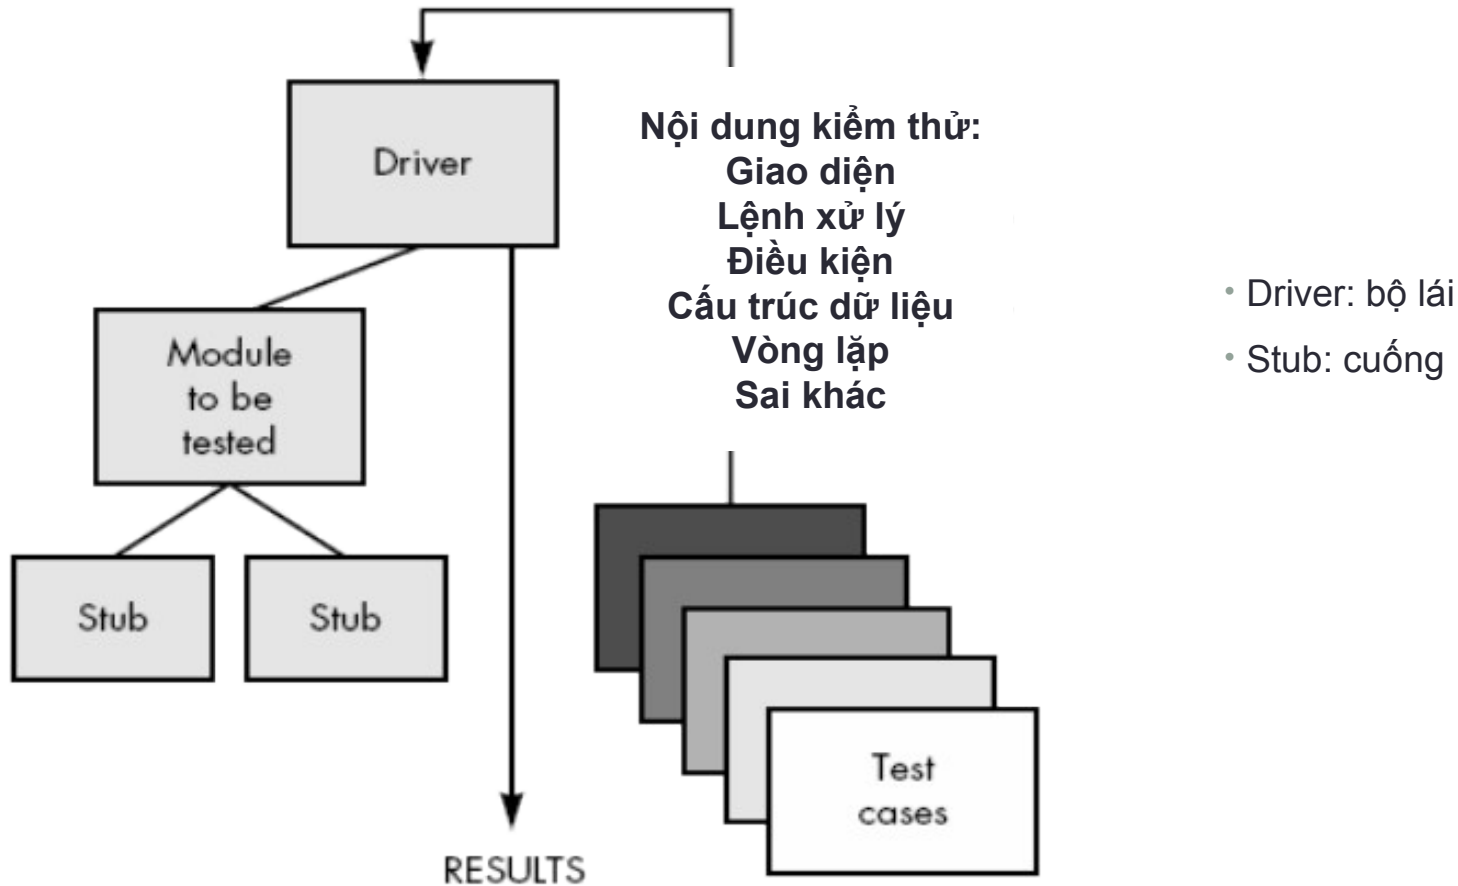 Driver
Nội dung kiểm thử:
Giao diện
Lệnh xử lý
Điều kiện
Cấu trúc dữ liệu
Vòng lặp
Sai khác
• Driver: bộ lái
• Stub: cuống
Module
to be
tested
Stub
Stub
Test
cases
RESULTS